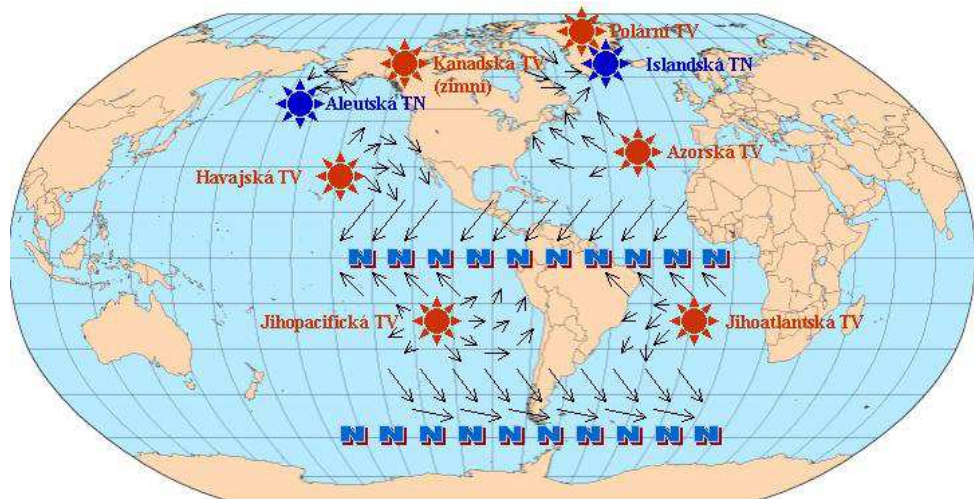 Polární TV
Kanadská TV
(zimní)
Islandská TN
Aleutská TN
Azorská TV
Havajská TV
N N N N N N N N N N
Jihopacifická TV
Jihoatlantská TV
N N N N N N N N N N